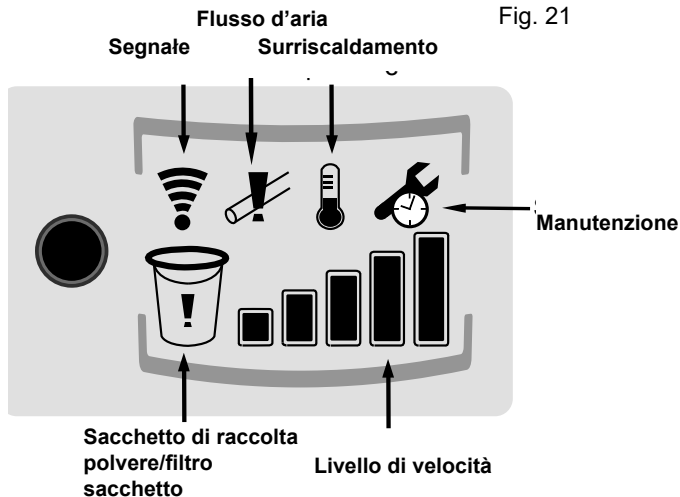 Fig. 21
Flusso d’aria
Segnale
Surriscaldamento
Manutenzione
Sacchetto di raccolta
polvere/filtro
sacchetto
Livello di velocità